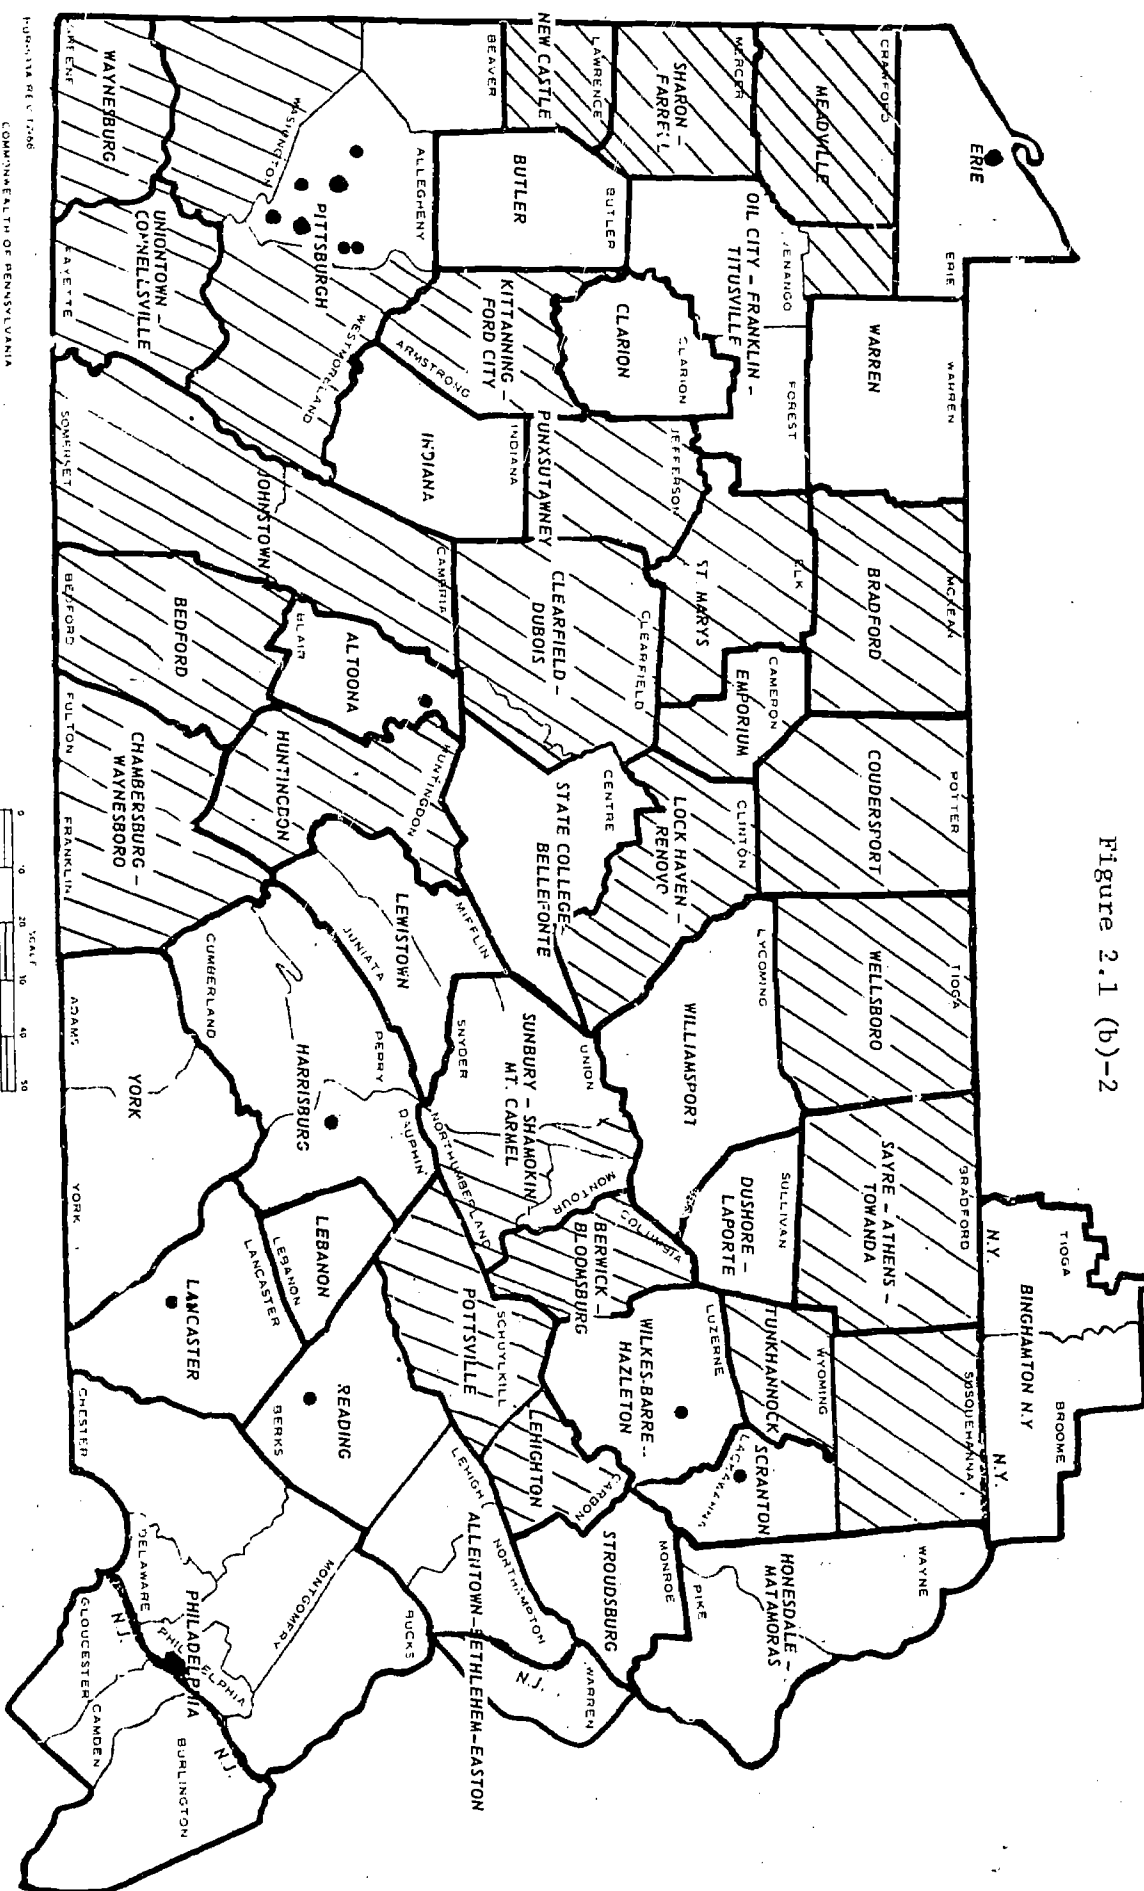 Figure 2.1 (b)-2
ERIE
ERIE
CRAWFORD
MEADVILLE
MERCER
SHARON -
FARRELL
LAWRENCE
NEW CASTLE
BEAVER
BUTLER
BUTLER
VENANGO
OIL CITY - FRANKLIN -
TITUSVILLE
WARREN
WARREN
FOREST
CLARION
CLARION
KITTANNING -
FORD CITY
ARMSTRONG
ALLEGHENY
PITTSBURGH
WASHINGTON
WESTMORELAND
GREENE
WAYNESBURG
UNIONTOWN -
CONNELLSVILLE
FAYETTE
INDIANA
INDIANA
JEFFERSON
PUNXSUTAWNEY
ELK
ST. MARYS
MCKEAN
BRADFORD
CAMERON
EMPORIUM
CLEARFIELD
CLEARFIELD -
DUBOIS
CAMBRIA
JOHNSTOWN
SOMERSET
BEDFORD
BEDFORD
BLAIR
ALTOONA
POTTER
COUDERSPORT
CLINTON
LOCK HAVEN -
RENOVO
CENTRE
STATE COLLEGE-
BELLEFONTE
HUNTINGDON
HUNTINGDON
FULTON
CHAMBERSBURG -
WAYNESBORO
FRANKLIN
MIFFLIN
LEWISTOWN
JUNIATA
TIOGA
WELLSBORO
LYCOMING
WILLIAMSPORT
UNION
SUNBURY - SHAMOKIN
MT. CARMEL
SNYDER
PERRY
HARRISBURG
CUMBERLAND
DAUPHIN
ADAMS
YORK
YORK
NORTHUMBERLAND
MONTOUR
COLUMBIA
BERWICK -
BLOOMSBURG
BRADFORD
SAYRE - ATHENS -
TOWANDA
SULLIVAN
DUSHORE -
LAPORTE
N.Y.
TIOGA
BINGHAMTON N.Y
BROOME
N.Y.
SUSQUEHANNA
WYOMING
TUNKHANNOCK
LUZERNE
WILKES-BARRE--
HAZLETON
LACKAWANNA
SCRANTON
SCHUYLKILL
POTTSVILLE
LEBANON
LEBANON
LANCASTER
LANCASTER
READING
BERKS
CARBON
LEHIGHTON
LEHIGH
ALLENTOWN-BETHLEHEM-EASTON
NORTHAMPTON
MONROE
STROUDSBURG
WAYNE
PIKE
HONESDALE -
MATAMORAS
WARREN
N.J.
BUCKS
MONTGOMERY
CHESTER
DELAWARE
PHILADELPHIA
PHILADELPHIA
N.J.
N.J.
GLOUCESTER
CAMDEN
BURLINGTON
SCALE
0 10 20 30 40 50
COMMONWEALTH OF PENNSYLVANIA